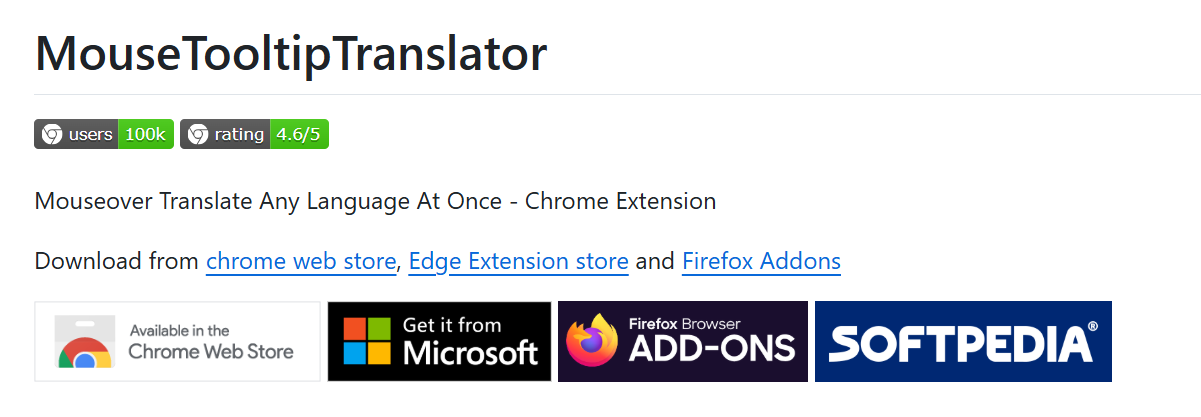 MouseTooltipTranslator
users 100k rating 4.6/5
Mouseover Translate Any Language At Once - Chrome Extension
Download from chrome web store, Edge Extension store and Firefox Addons
Available in the
Chrome Web Store
Get it from
Microsoft
Firefox Browser
ADD-ONS
SOFTPEDIA®